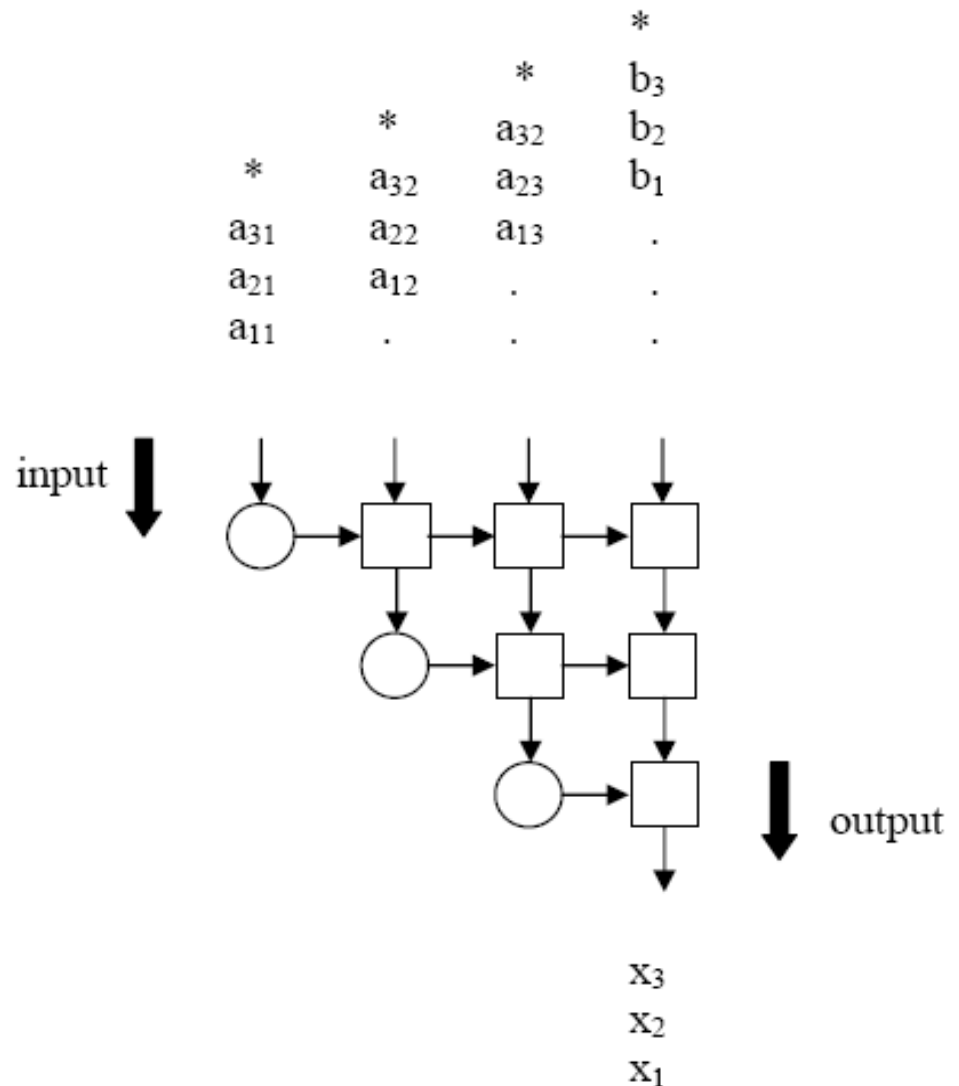 *
* b₃
* a₃₂ b₂
* a₃₂ a₂₃ b₁
a₃₁ a₂₂ a₁₃ .
a₂₁ a₁₂ . .
a₁₁ . . .
input
output
x₃
x₂
x₁